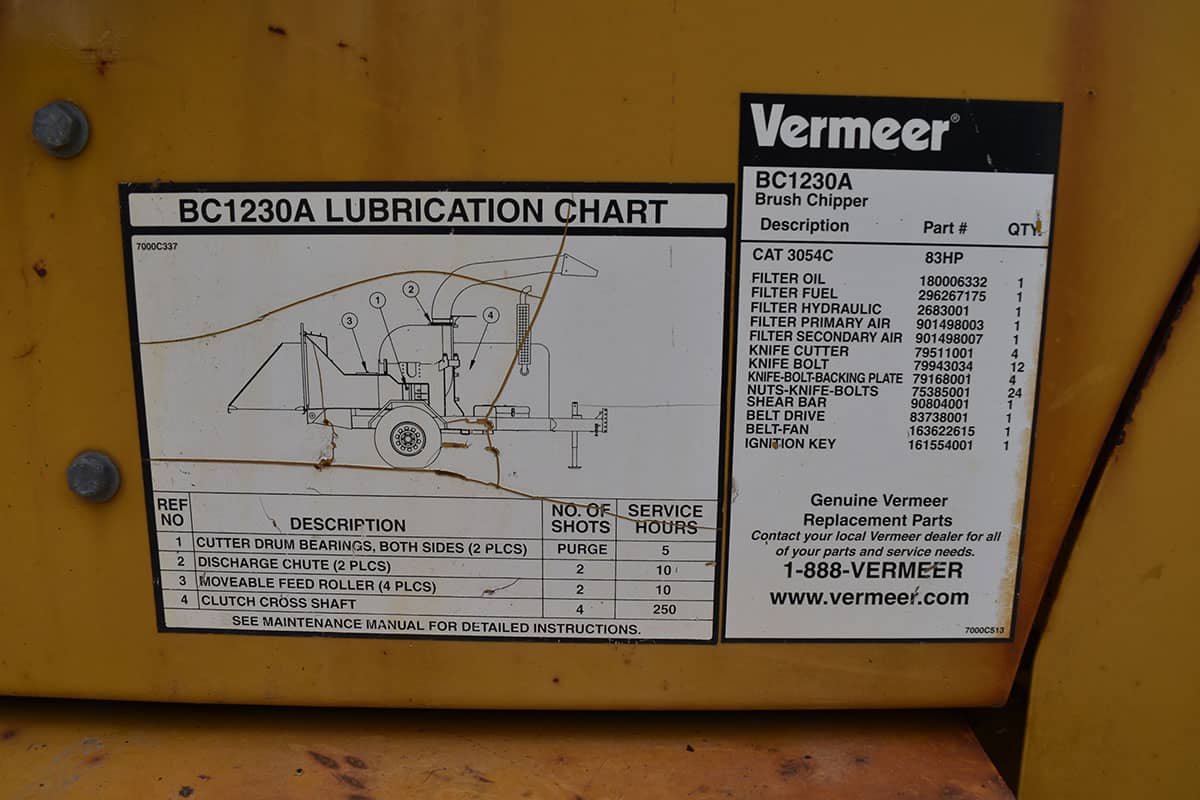 BC1230A LUBRICATION CHART
7000C337
1
2
3
4
REF NO DESCRIPTION NO. OF SHOTS SERVICE HOURS
1 CUTTER DRUM BEARINGS, BOTH SIDES (2 PLCS) PURGE 5
2 DISCHARGE CHUTE (2 PLCS) 2 10
3 MOVEABLE FEED ROLLER (4 PLCS) 2 10
4 CLUTCH CROSS SHAFT 4 250
SEE MAINTENANCE MANUAL FOR DETAILED INSTRUCTIONS.
Vermeer®
BC1230A
Brush Chipper
Description Part # QTY
CAT 3054C 83HP
FILTER OIL 180006332 1
FILTER FUEL 296267175 1
FILTER HYDRAULIC 2683001 1
FILTER PRIMARY AIR 901498003 1
FILTER SECONDARY AIR 901498007 1
KNIFE CUTTER 79511001 4
KNIFE BOLT 79943034 12
KNIFE-BOLT-BACKING PLATE 79168001 4
NUTS-KNIFE-BOLTS 75385001 24
SHEAR BAR 90804001 1
BELT DRIVE 83738001 1
BELT-FAN 163622615 1
IGNITION KEY 161554001 1
Genuine Vermeer
Replacement Parts
Contact your local Vermeer dealer for all
of your parts and service needs.
1-888-VERMEER
www.vermeer.com
7000C513